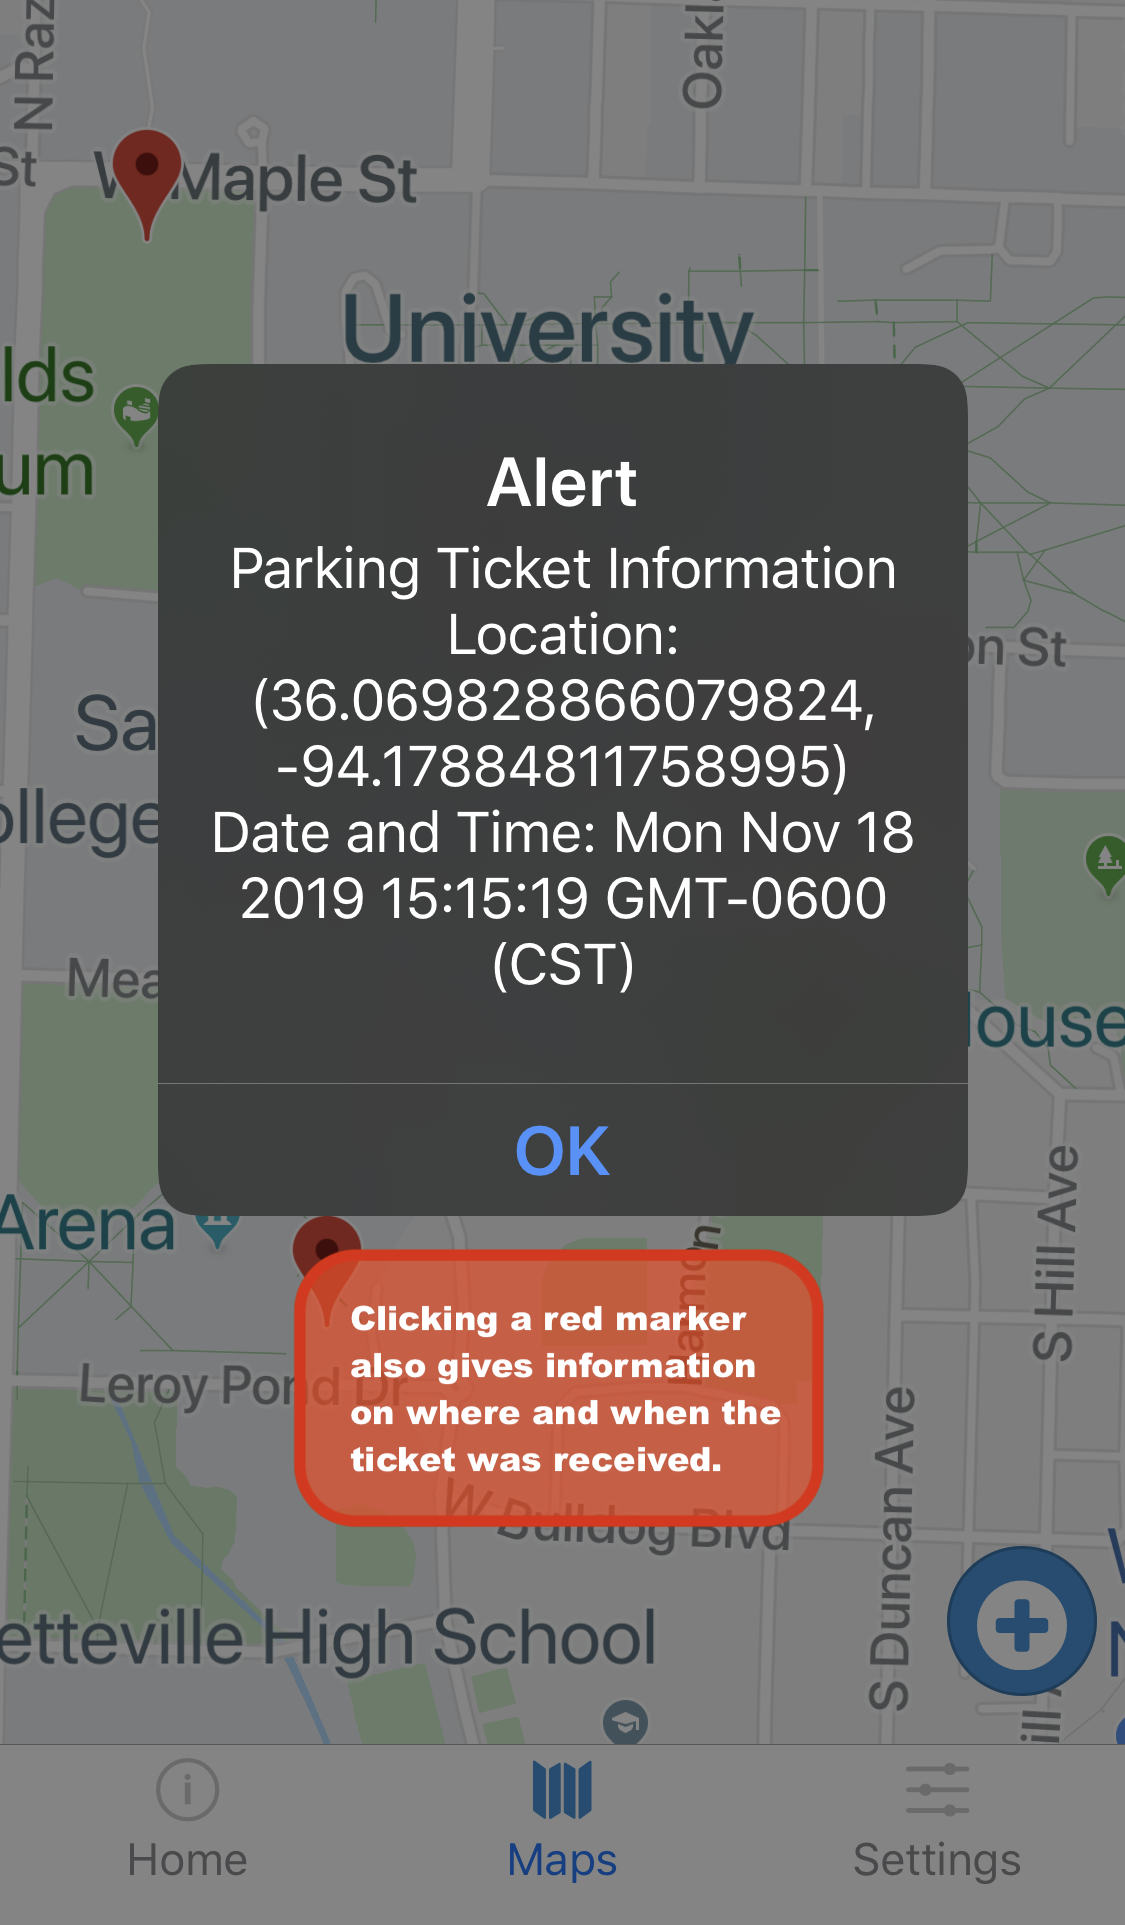 N Raz
Oakl
St
W Maple St
University
lds
um
Alert
Parking Ticket Information
Location:
(36.069828866079824,
-94.17884811758995)
Date and Time: Mon Nov 18
2019 15:15:19 GMT-0600
(CST)
OK
on St
Sa
ollege
Mea
ouse
Arena
S Hill Ave
Clicking a red marker
also gives information
on where and when the
ticket was received.
Leroy Pond Dr
W Bulldog Blvd
S Duncan Ave
etteville High School
ill
Home
Maps
Settings